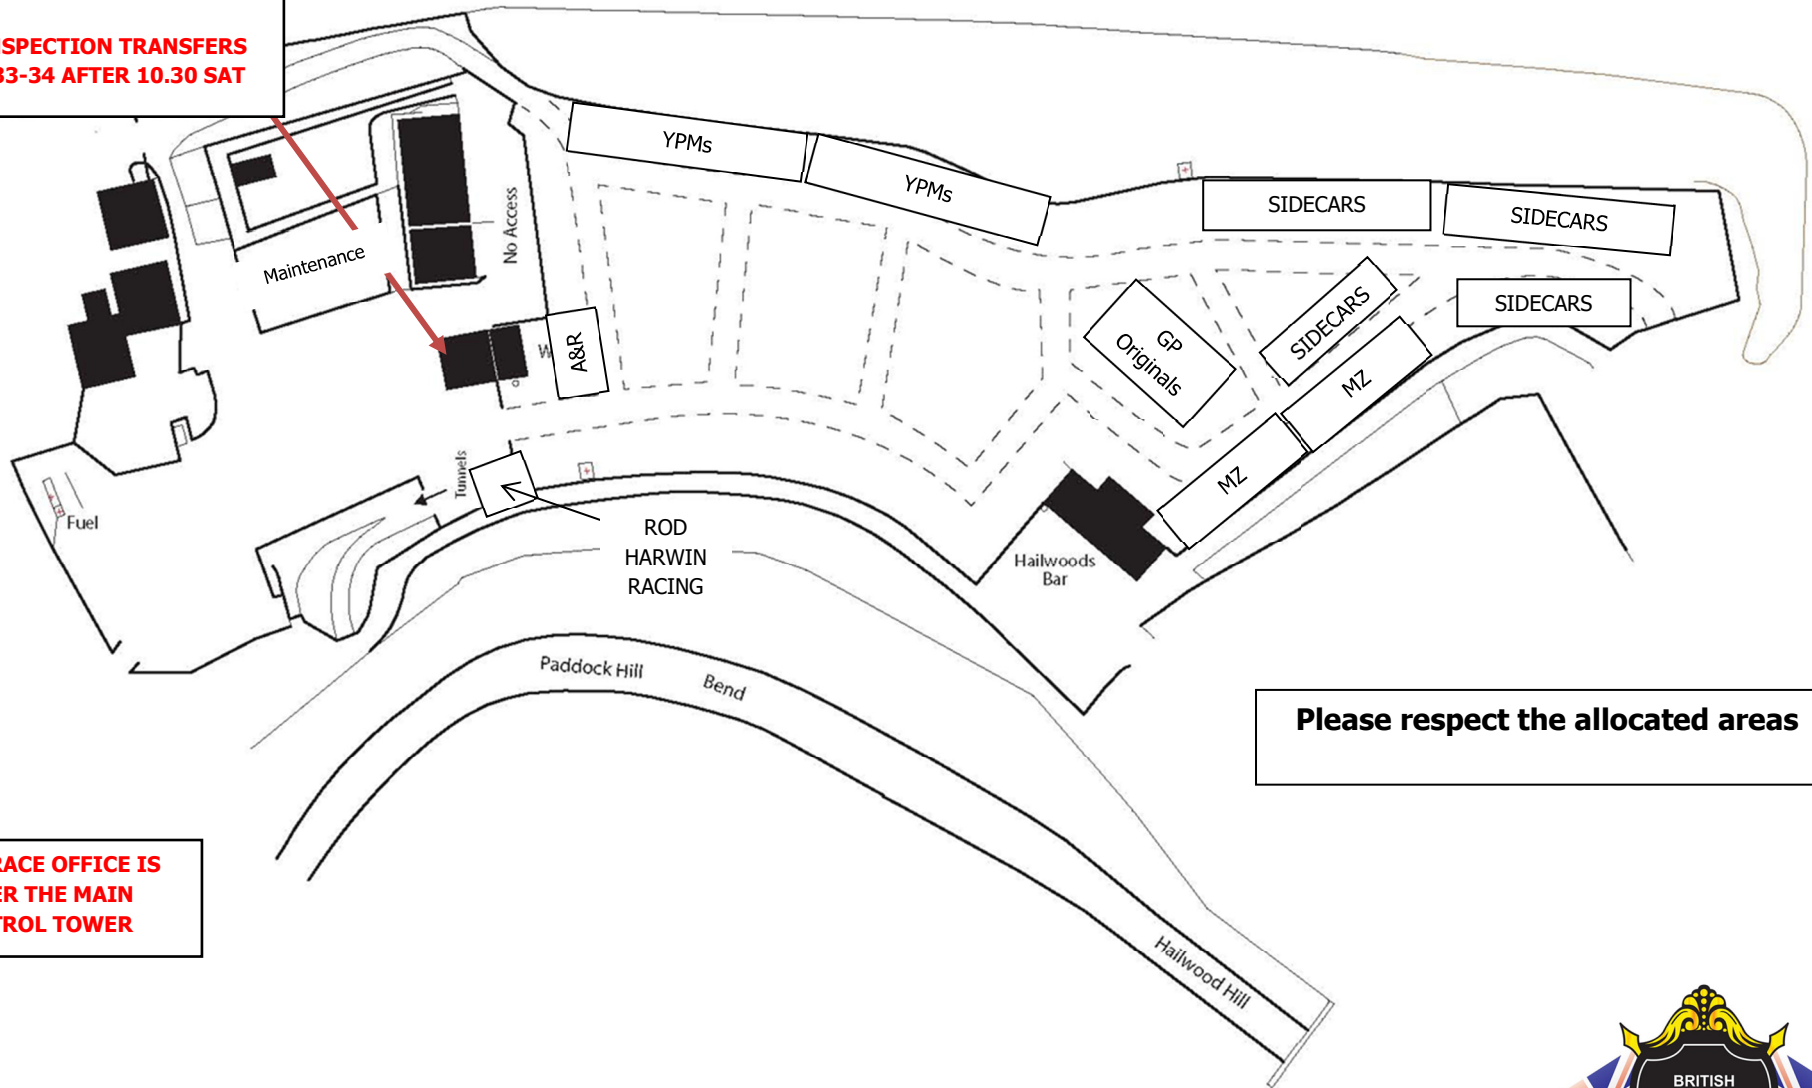 NSPECTION TRANSFERS
33-34 AFTER 10.30 SAT
YPMs
YPMs
SIDECARS
SIDECARS
No Access
Maintenance
SIDECARS
SIDECARS
A&R
W
GP
Originals
MZ
MZ
Tunnels
Fuel
ROD
HARWIN
RACING
Hailwoods
Bar
Paddock Hill Bend
Please respect the allocated areas
RACE OFFICE IS
ER THE MAIN
TROL TOWER
Hailwood Hill
BRITISH